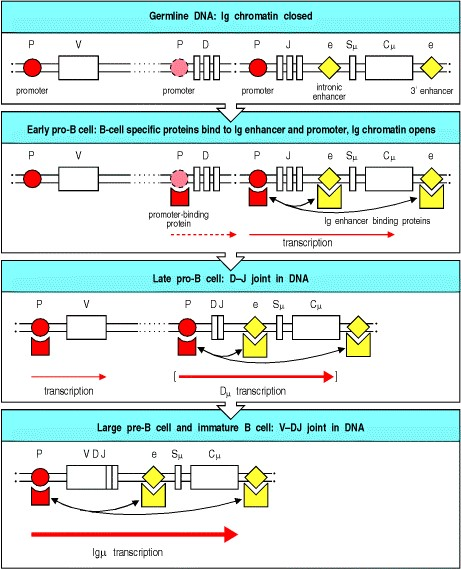 Germline DNA: Ig chromatin closed
P V P D P J e Sμ Cμ e
promoter promoter promoter intronic enhancer 3' enhancer
Early pro-B cell: B-cell specific proteins bind to Ig enhancer and promoter, Ig chromatin opens
P V P D P J e Sμ Cμ e
promoter-binding protein
Ig enhancer binding proteins
transcription
Late pro-B cell: D–J joint in DNA
P V P D J e Sμ Cμ
transcription
[ ]
Dμ transcription
Large pre-B cell and immature B cell: V–DJ joint in DNA
P V D J e Sμ Cμ
Igμ transcription